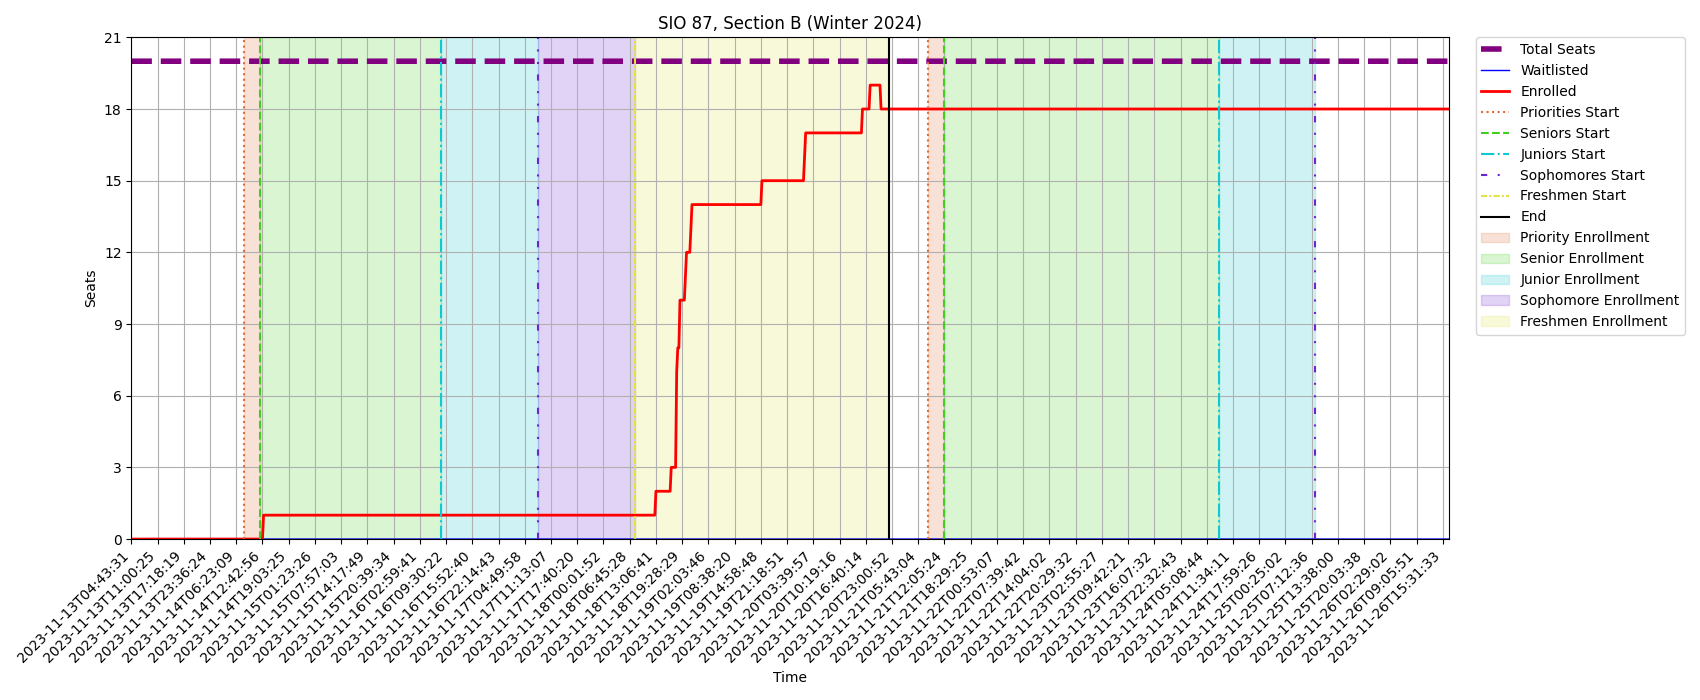 SIO 87, Section B (Winter 2024)
21
18
15
12
9
6
3
0
Seats
2023-11-13T04:43:31
2023-11-13T11:00:25
2023-11-13T17:18:19
2023-11-13T23:36:24
2023-11-14T06:23:09
2023-11-14T12:42:56
2023-11-14T19:03:25
2023-11-15T01:23:26
2023-11-15T07:57:03
2023-11-15T14:17:49
2023-11-15T20:39:34
2023-11-16T02:59:41
2023-11-16T09:30:22
2023-11-16T15:52:40
2023-11-16T22:14:43
2023-11-17T04:49:58
2023-11-17T11:13:07
2023-11-17T17:40:20
2023-11-18T00:01:52
2023-11-18T06:45:28
2023-11-18T13:06:41
2023-11-18T19:28:29
2023-11-19T02:03:46
2023-11-19T08:38:20
2023-11-19T14:58:48
2023-11-19T21:18:51
2023-11-20T03:39:57
2023-11-20T10:19:16
2023-11-20T16:40:14
2023-11-20T23:00:52
2023-11-21T05:43:04
2023-11-21T12:05:24
2023-11-21T18:29:25
2023-11-22T00:53:07
2023-11-22T07:39:42
2023-11-22T14:04:02
2023-11-22T20:29:32
2023-11-23T02:55:27
2023-11-23T09:42:21
2023-11-23T16:07:32
2023-11-23T22:32:43
2023-11-24T05:08:44
2023-11-24T11:34:11
2023-11-24T17:59:26
2023-11-25T00:25:02
2023-11-25T07:12:36
2023-11-25T13:38:00
2023-11-25T20:03:38
2023-11-26T02:29:02
2023-11-26T09:05:51
2023-11-26T15:31:33
Time
Total Seats
Waitlisted
Enrolled
Priorities Start
Seniors Start
Juniors Start
Sophomores Start
Freshmen Start
End
Priority Enrollment
Senior Enrollment
Junior Enrollment
Sophomore Enrollment
Freshmen Enrollment